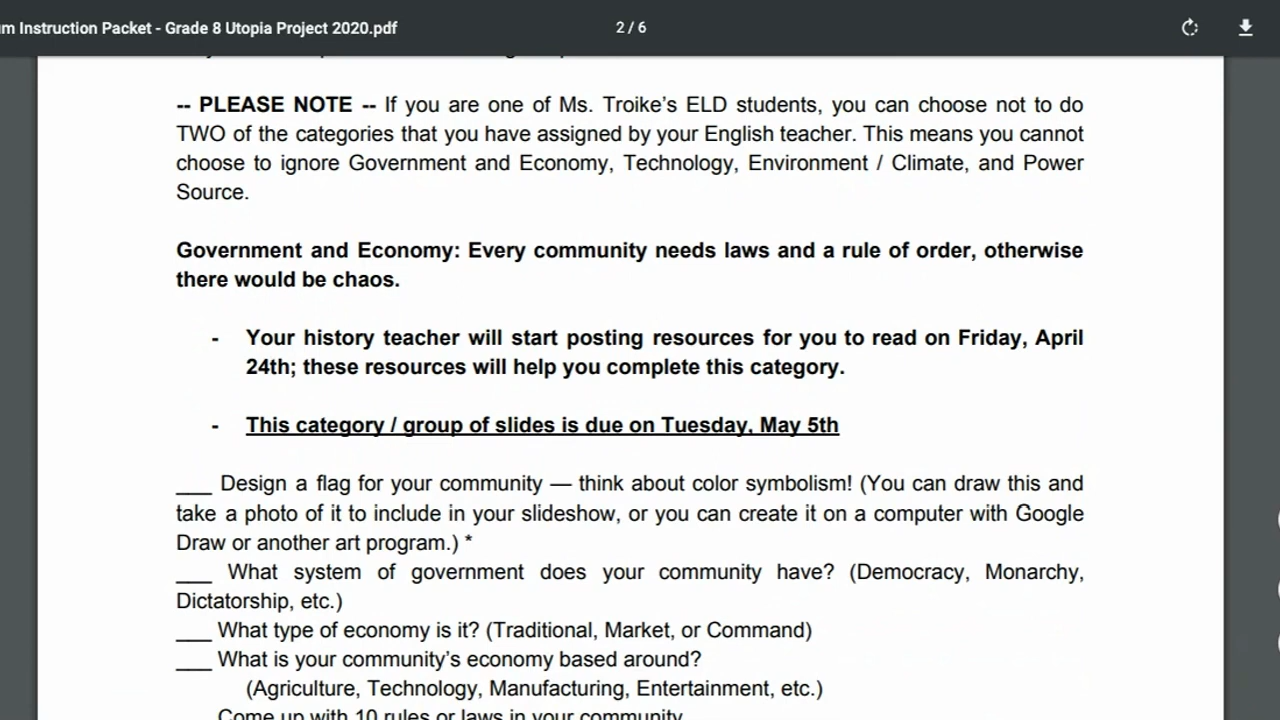 um Instruction Packet - Grade 8 Utopia Project 2020.pdf
2 / 6
-- PLEASE NOTE -- If you are one of Ms. Troike's ELD students, you can choose not to do
TWO of the categories that you have assigned by your English teacher. This means you cannot
choose to ignore Government and Economy, Technology, Environment / Climate, and Power
Source.
Government and Economy: Every community needs laws and a rule of order, otherwise
there would be chaos.
- Your history teacher will start posting resources for you to read on Friday, April
24th; these resources will help you complete this category.
- This category / group of slides is due on Tuesday, May 5th
___ Design a flag for your community — think about color symbolism! (You can draw this and
take a photo of it to include in your slideshow, or you can create it on a computer with Google
Draw or another art program.) *
___ What system of government does your community have? (Democracy, Monarchy,
Dictatorship, etc.)
___ What type of economy is it? (Traditional, Market, or Command)
___ What is your community's economy based around?
(Agriculture, Technology, Manufacturing, Entertainment, etc.)
Come up with 10 rules or laws in your community